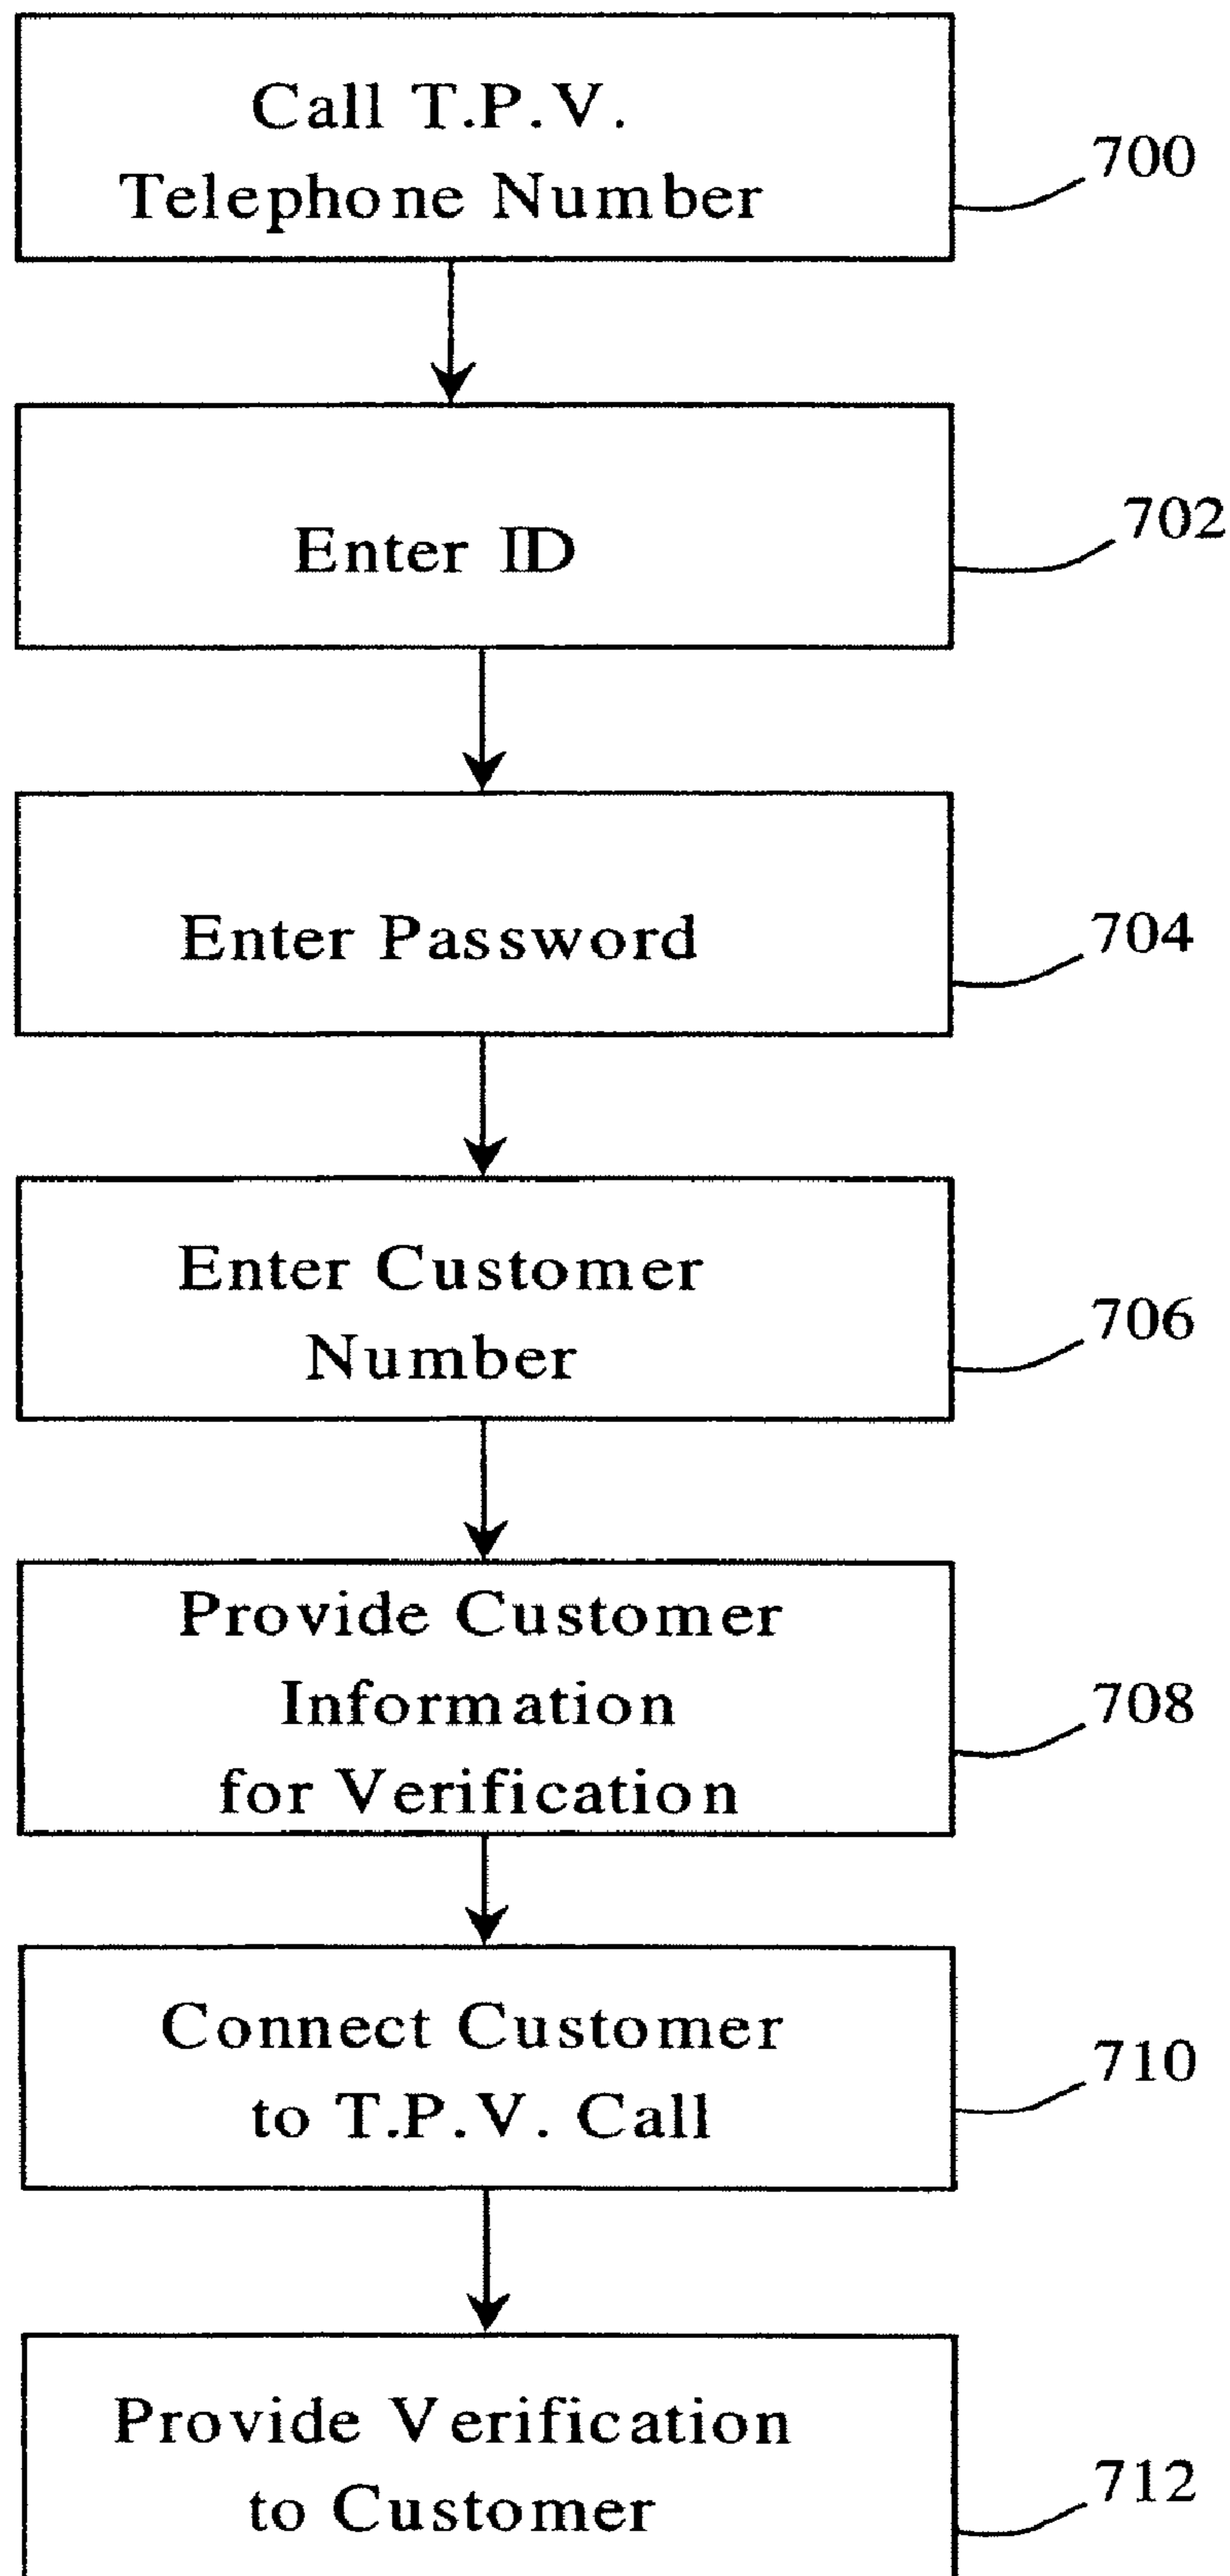 Call T.P.V.
Telephone Number
700
Enter ID
702
Enter Password
704
Enter Customer
Number
706
Provide Customer
Information
for Verification
708
Connect Customer
to T.P.V. Call
710
Provide Verification
to Customer
712